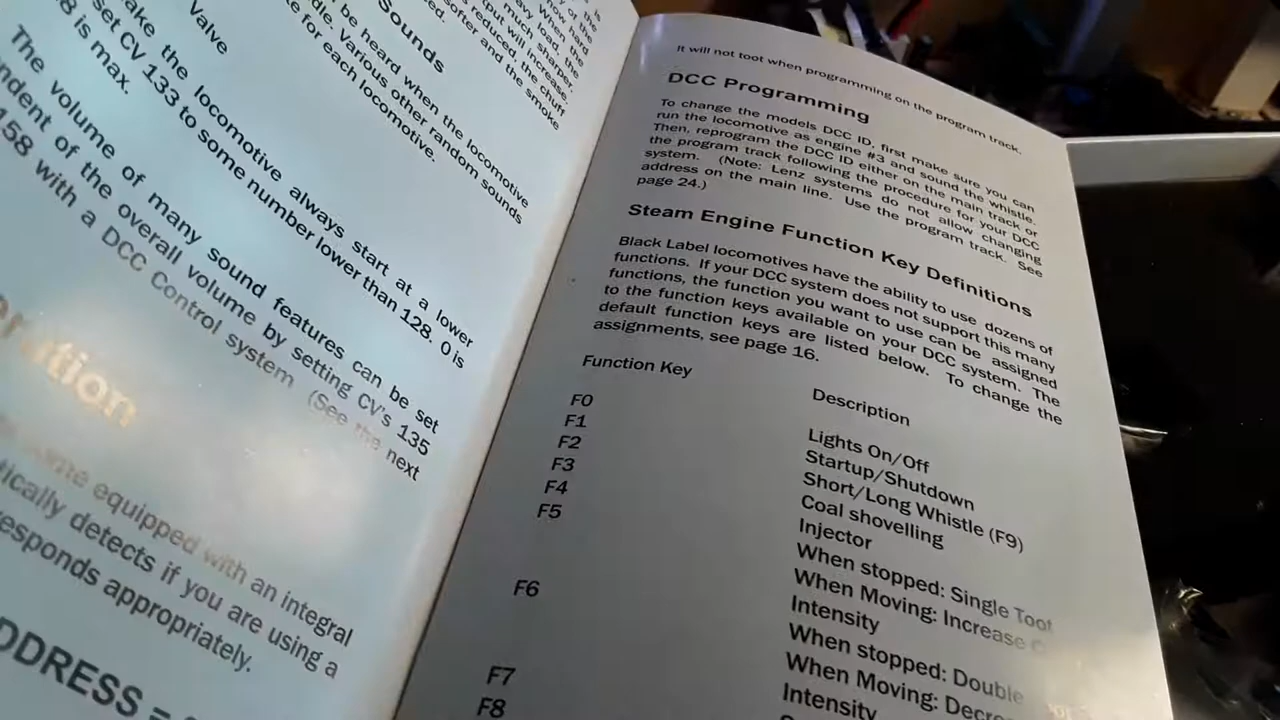 Valve
make the locomotive always start at a lower
set CV 133 to some number lower than 128. 0 is
8 is max.
The volume of many sound features can be set
of the overall volume by setting CV's 135
158 with a DCC Control system (See the next
Sounds
be heard when the locomotive
Various other random sounds
for each locomotive.
equipped with an integral
detects if you are using a
responds appropriately.
It will not toot when programming on the program track.
DCC Programming
To change the models DCC ID, first make sure you can
run the locomotive as engine #3 and sound the whistle.
Then, reprogram the DCC ID either on the main track or
the program track following the procedure for your DCC
system. (Note: Lenz systems do not allow changing
address on the main line. Use the program track. See
page 24.)
Steam Engine Function Key Definitions
Black Label locomotives have the ability to use dozens of
functions. If your DCC system does not support this many
functions, the function you want to use can be assigned
to the function keys available on your DCC system. The
default function keys are listed below. To change the
assignments, see page 16.
Function Key Description
F0 Lights On/Off
F1 Startup/Shutdown
F2 Short/Long Whistle (F9)
F3 Coal shovelling
F4 Injector
F5 When stopped: Single Toot
When Moving: Increase
Intensity
F6 When stopped: Double
When Moving:
Intensity
F7
F8